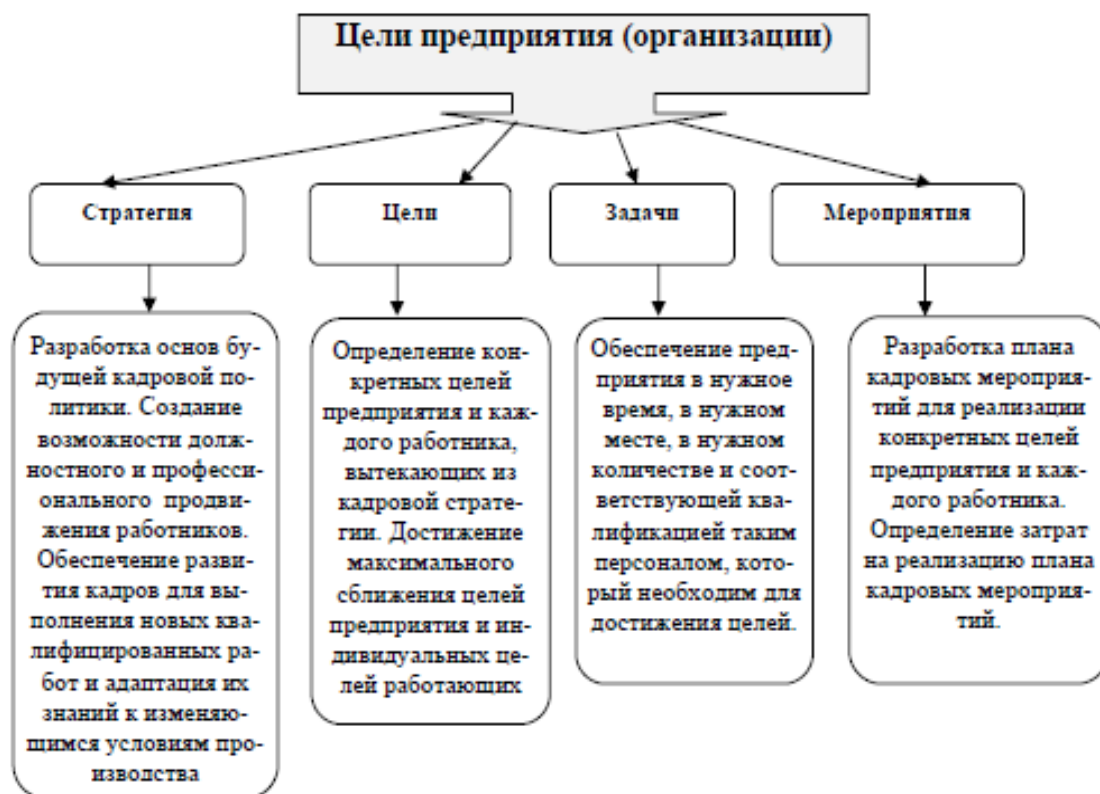 Цели предприятия (организации)
Стратегия
Цели
Задачи
Мероприятия
Разработка основ бу-
дущей кадровой по-
литики. Создание
возможности долж-
ностного и професси-
онального продви-
жения работников.
Обеспечение разви-
тия кадров для вы-
полнения новых ква-
лифицированных ра-
бот и адаптация их
знаний к изменяю-
щимся условиям про-
изводства
Определение кон-
кретных целей
предприятия и каж-
дого работника,
вытекающих из
кадровой страте-
гии. Достижение
максимального
сближения целей
предприятия и ин-
дивидуальных це-
лей работающих
Обеспечение пред-
приятия в нужное
время, в нужном
месте, в нужном
количестве и соот-
ветствующей ква-
лификацией таким
персоналом, кото-
рый необходим для
достижения целей.
Разработка плана
кадровых мероприя-
тий для реализации
конкретных целей
предприятия и каж-
дого работника.
Определение затрат
на реализацию плана
кадровых мероприя-
тий.